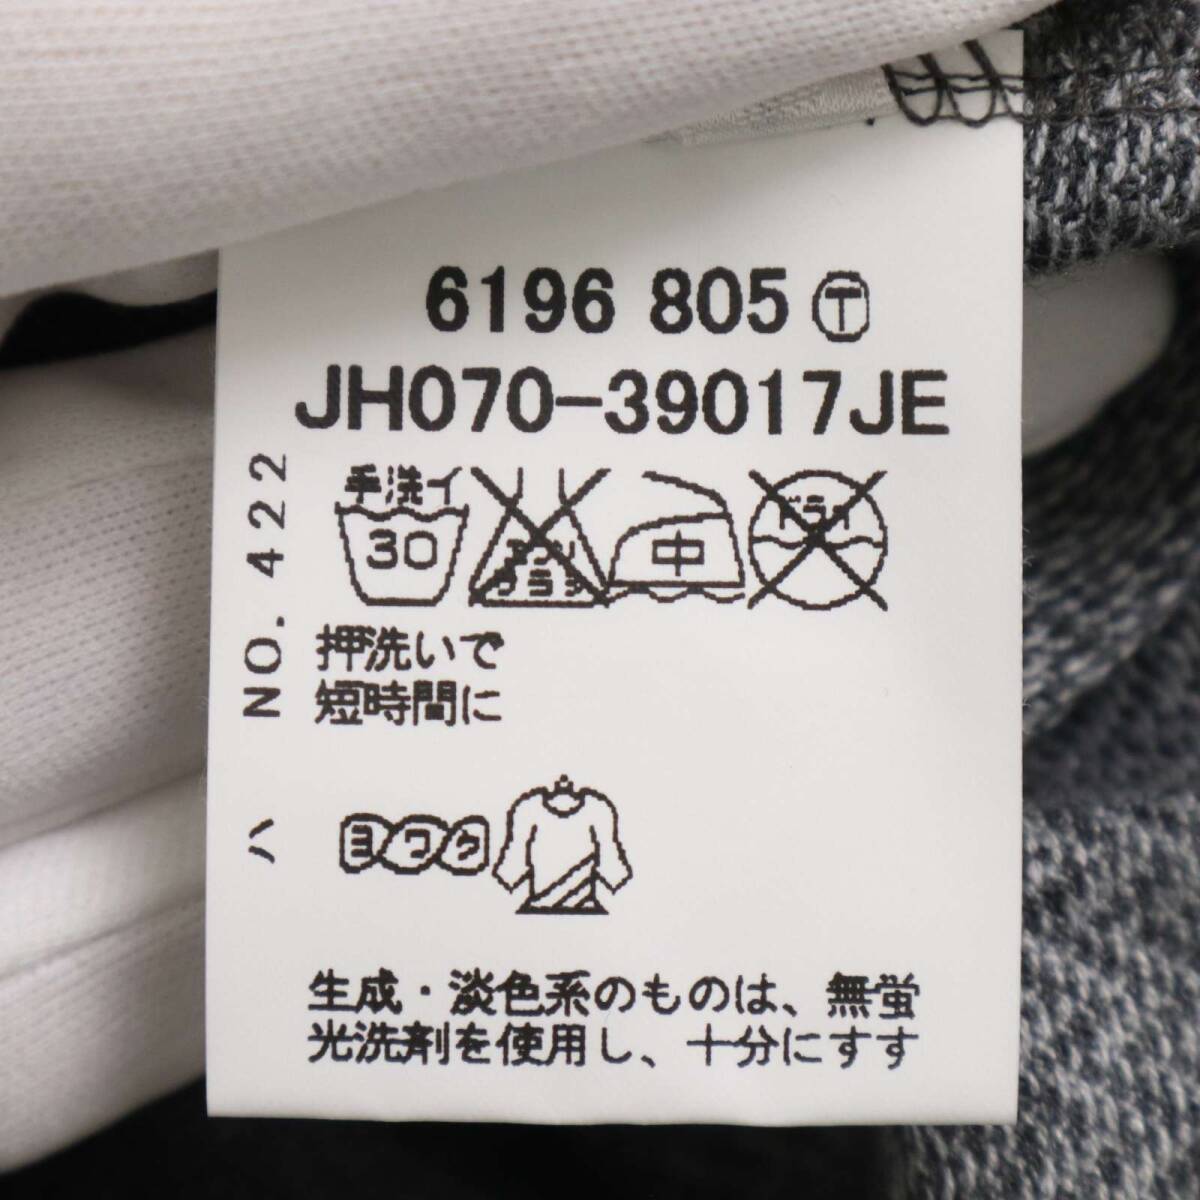 6196 805 Ⓣ
JH070-39017JE
NO. 422
ハ
手洗イ
30
エンソ
サラシ
中
ドライ
押洗いで
短時間に
ヨワク
生成・淡色系のものは、無蛍
光洗剤を使用し、十分にすす